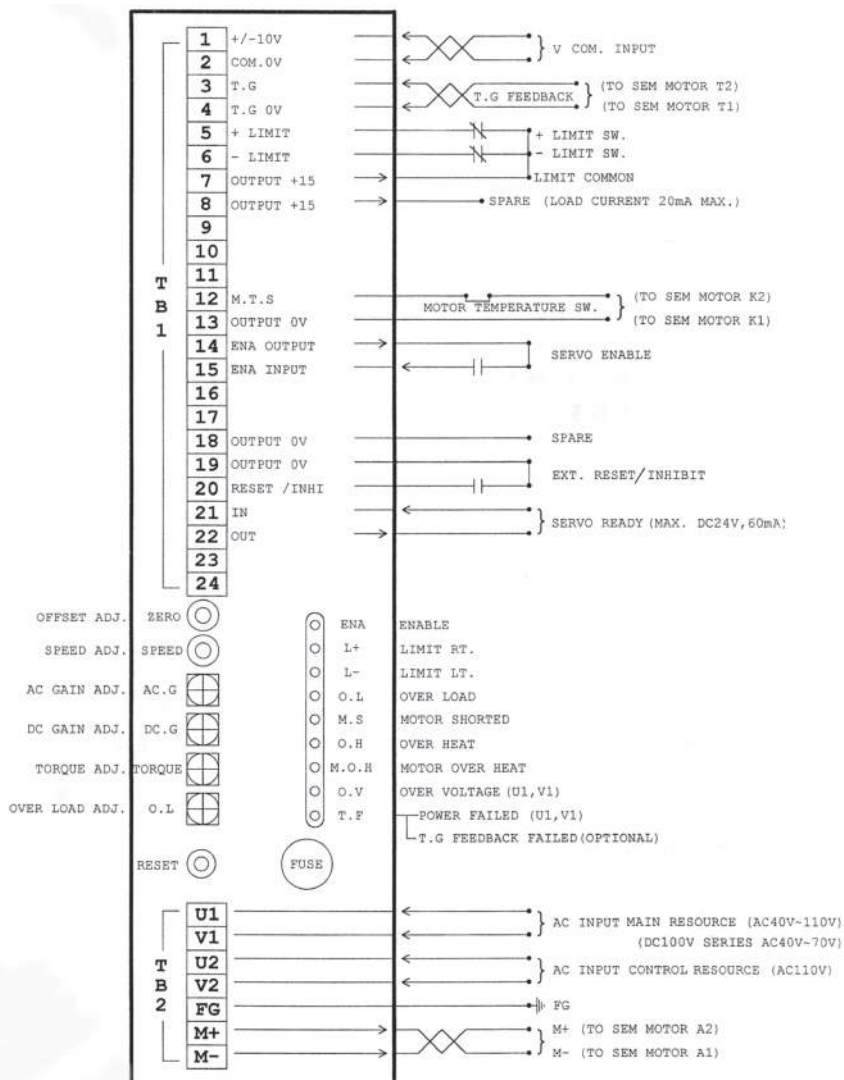 1 +/-10V V COM. INPUT
2 COM.0V
3 T.G (TO SEM MOTOR T2)
T.G FEEDBACK
4 T.G 0V (TO SEM MOTOR T1)
5 + LIMIT + LIMIT SW.
6 - LIMIT - LIMIT SW.
7 OUTPUT +15 LIMIT COMMON
8 OUTPUT +15 SPARE (LOAD CURRENT 20mA MAX.)
9
10
11
TB1
12 M.T.S (TO SEM MOTOR K2)
MOTOR TEMPERATURE SW.
13 OUTPUT 0V (TO SEM MOTOR K1)
14 ENA OUTPUT
SERVO ENABLE
15 ENA INPUT
16
17
18 OUTPUT 0V SPARE
19 OUTPUT 0V
EXT. RESET/INHIBIT
20 RESET /INHI
21 IN
SERVO READY (MAX. DC24V,60mA)
22 OUT
23
24
OFFSET ADJ. ZERO
SPEED ADJ. SPEED
AC GAIN ADJ. AC.G
DC GAIN ADJ. DC.G
TORQUE ADJ. TORQUE
OVER LOAD ADJ. O.L
RESET
ENA ENABLE
L+ LIMIT RT.
L- LIMIT LT.
O.L OVER LOAD
M.S MOTOR SHORTED
O.H OVER HEAT
M.O.H MOTOR OVER HEAT
O.V OVER VOLTAGE (U1,V1)
T.F POWER FAILED (U1,V1)
T.G FEEDBACK FAILED (OPTIONAL)
FUSE
TB2
U1 AC INPUT MAIN RESOURCE (AC40V~110V)
V1 (DC100V SERIES AC40V~70V)
U2
AC INPUT CONTROL RESOURCE (AC110V)
V2
FG FG
M+ M+ (TO SEM MOTOR A2)
M- M- (TO SEM MOTOR A1)